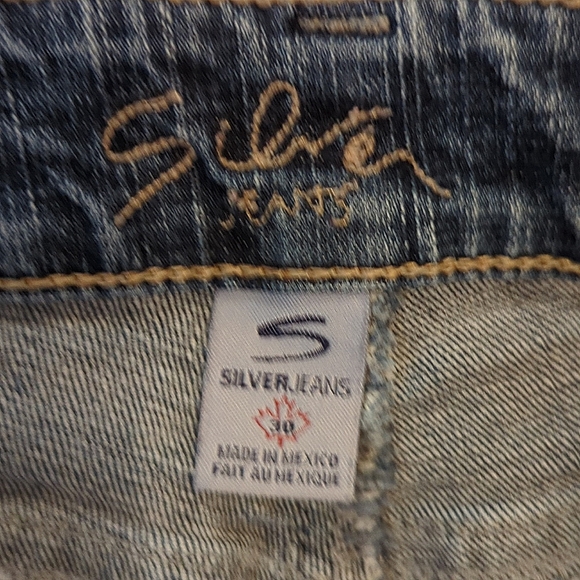 Silver
JEANS
S
SILVERJEANS
30
MADE IN MEXICO
FAIT AU MEXIQUE